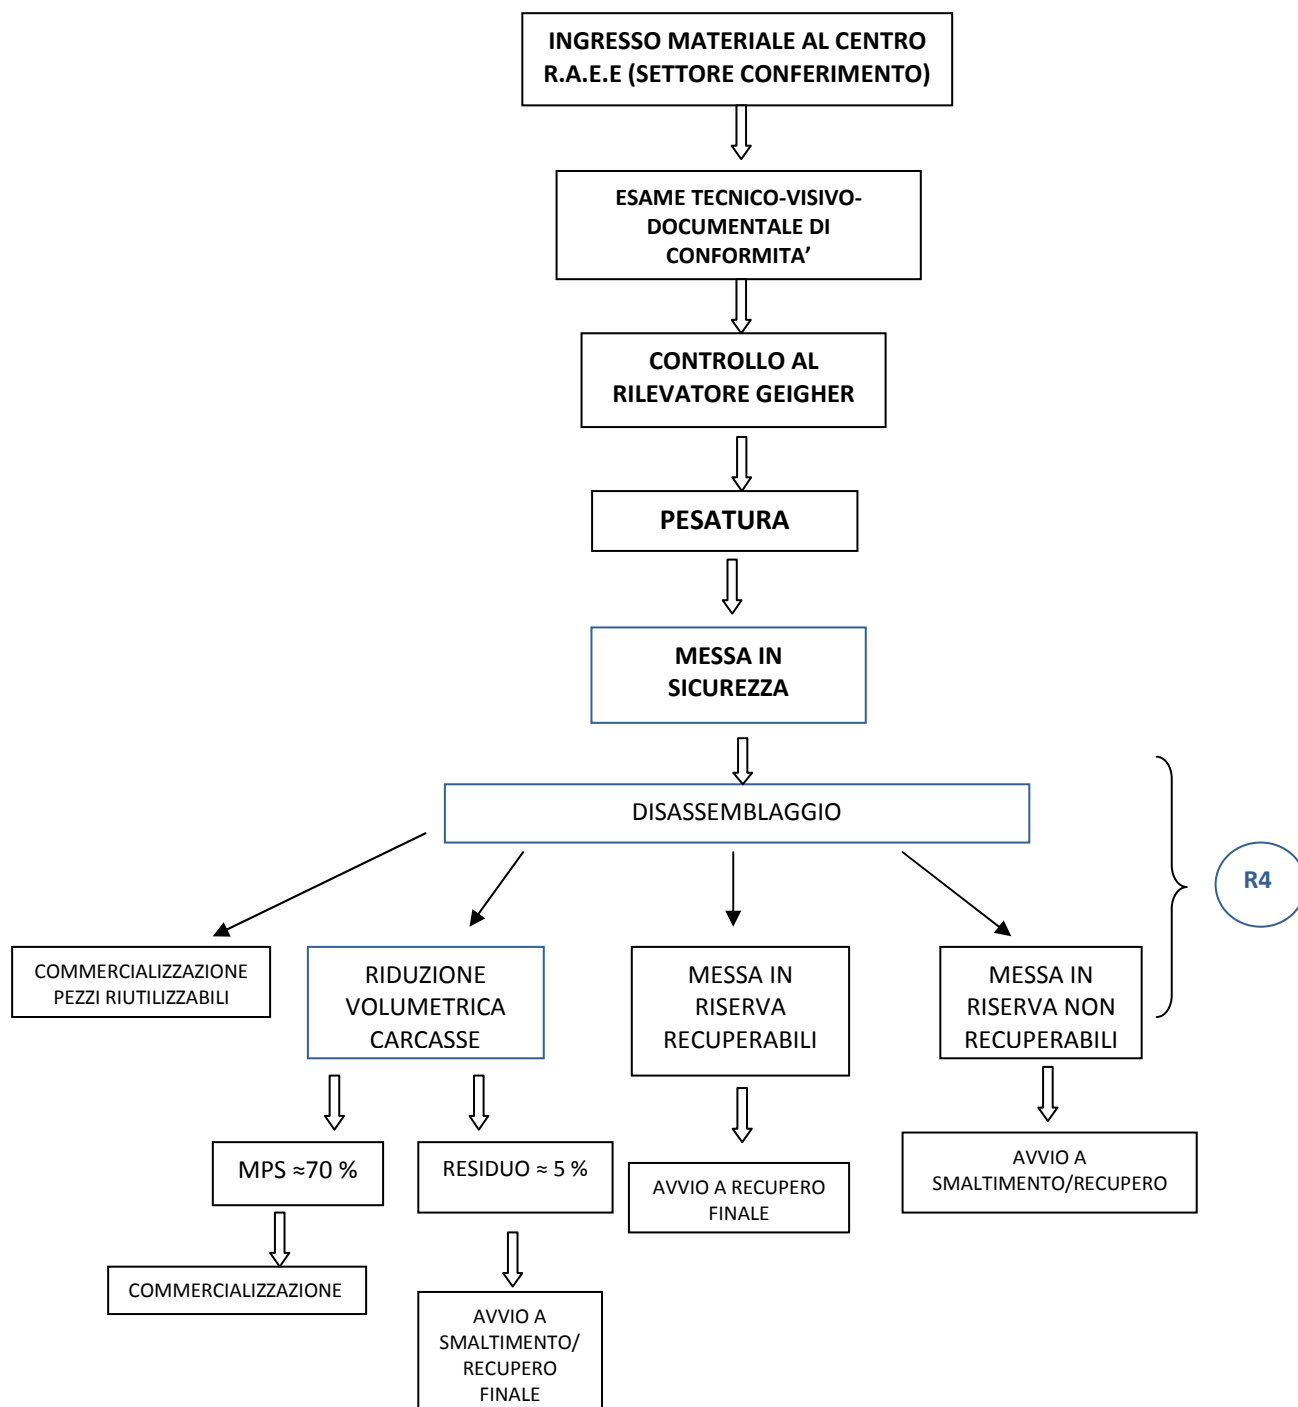 INGRESSO MATERIALE AL CENTRO
R.A.E.E (SETTORE CONFERIMENTO)
ESAME TECNICO-VISIVO-
DOCUMENTALE DI
CONFORMITA’
CONTROLLO AL
RILEVATORE GEIGHER
PESATURA
MESSA IN
SICUREZZA
DISASSEMBLAGGIO
R4
COMMERCIALIZZAZIONE
PEZZI RIUTILIZZABILI
RIDUZIONE
VOLUMETRICA
CARCASSE
MESSA IN
RISERVA
RECUPERABILI
MESSA IN
RISERVA NON
RECUPERABILI
MPS ≈70 %
RESIDUO ≈ 5 %
AVVIO A RECUPERO
FINALE
AVVIO A
SMALTIMENTO/RECUPERO
COMMERCIALIZZAZIONE
AVVIO A
SMALTIMENTO/
RECUPERO
FINALE